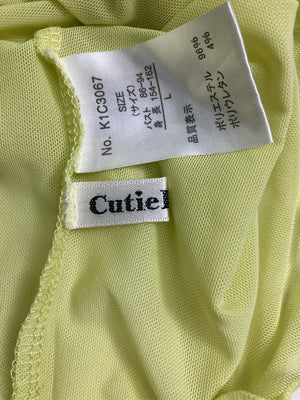 No. K1C3067
SIZE
(サイズ)
バスト 86-94
身長 154-162
L
品質表示
ポリエステル 96%
ポリウレタン 4%
Cutie